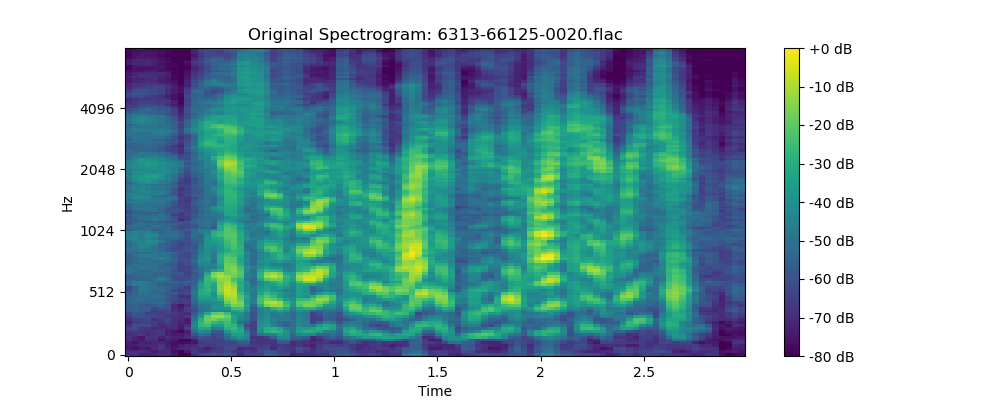 Original Spectrogram: 6313-66125-0020.flac
Hz
4096
2048
1024
512
0
0 0.5 1 1.5 2 2.5
Time
+0 dB
-10 dB
-20 dB
-30 dB
-40 dB
-50 dB
-60 dB
-70 dB
-80 dB